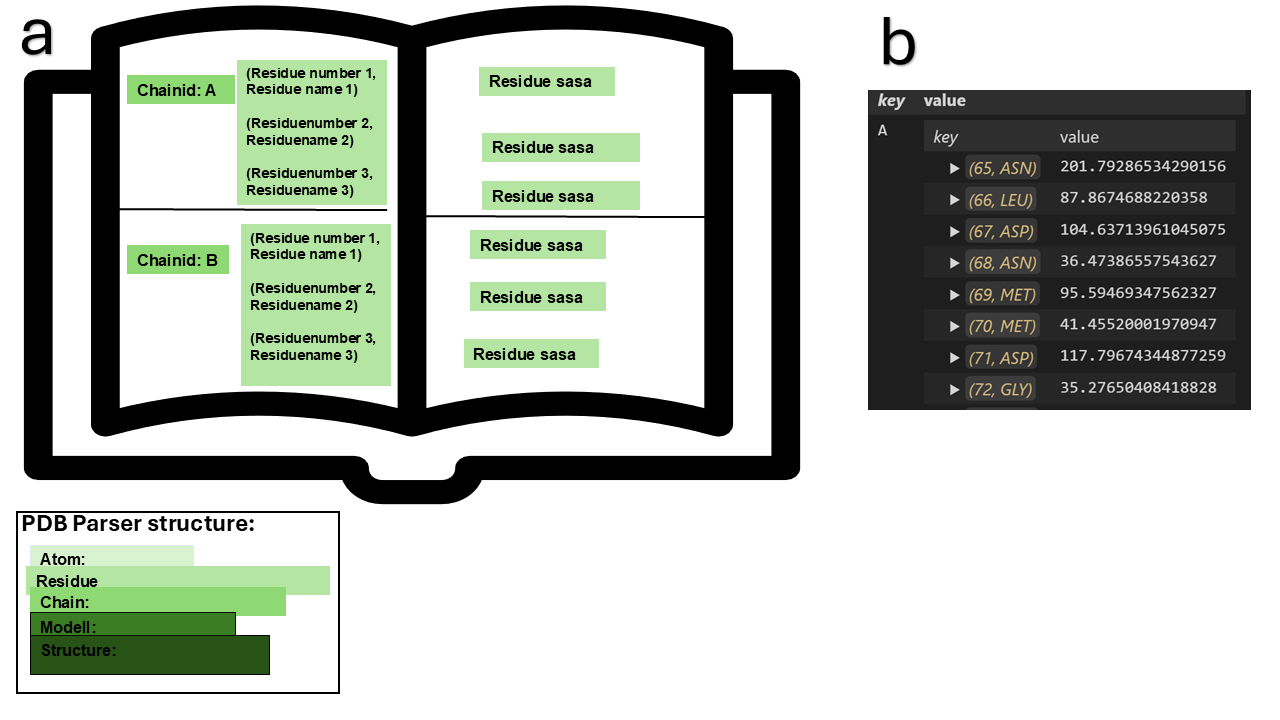 a
Chainid: A
(Residue number 1,
Residue name 1)
(Residuenumber 2,
Residuename 2)
(Residuenumber 3,
Residuename 3)
Residue sasa
Residue sasa
Residue sasa
Chainid: B
(Residue number 1,
Residue name 1)
(Residuenumber 2,
Residuename 2)
(Residuenumber 3,
Residuename 3)
Residue sasa
Residue sasa
Residue sasa
PDB Parser structure:
Atom:
Residue
Chain:
Modell:
Structure:
b
key value
A
key value
(65, ASN) 201.79286534290156
(66, LEU) 87.8674688220358
(67, ASP) 104.63713961045075
(68, ASN) 36.47386557543627
(69, MET) 95.59469347562327
(70, MET) 41.45520001970947
(71, ASP) 117.79674344877259
(72, GLY) 35.27650408418828